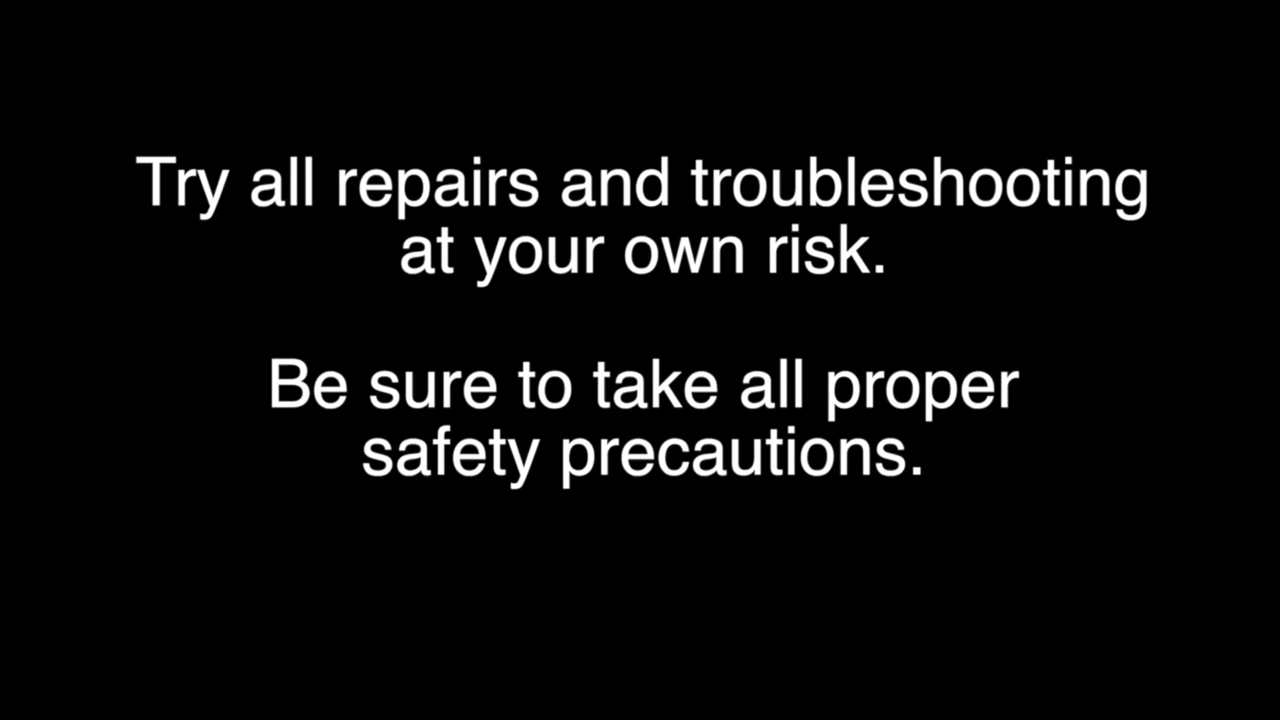 Try all repairs and troubleshooting
at your own risk.
Be sure to take all proper
safety precautions.